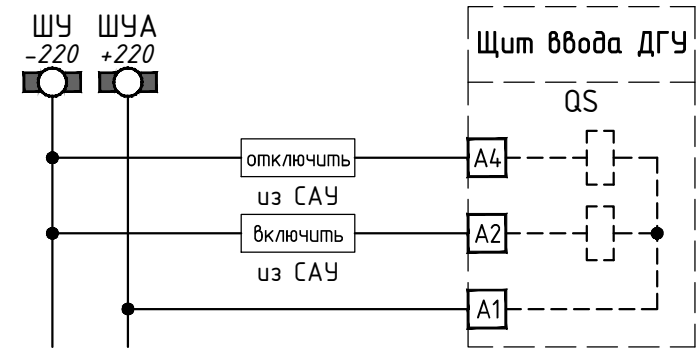 ШУ ШУА
-220 +220
Щит ввода ДГУ
QS
отключить
A4
из САУ
включить
A2
из САУ
A1